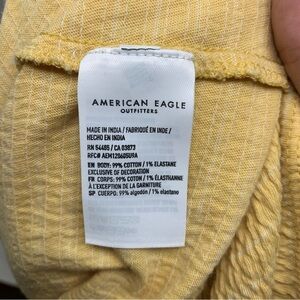 AMERICAN EAGLE
OUTFITTERS
MADE IN INDIA / FABRIQUÉ EN INDE /
HECHO EN INDIA
RN 54485 / CA 03873
RFC# AEM120605URA
EN BODY: 99% COTTON / 1% ELASTANE
EXCLUSIVE OF DECORATION
FR CORPS: 99% COTON / 1% ÉLASTHANNE
À L'EXCEPTION DE LA GARNITURE
SP CUERPO: 99% algodón / 1% elastano